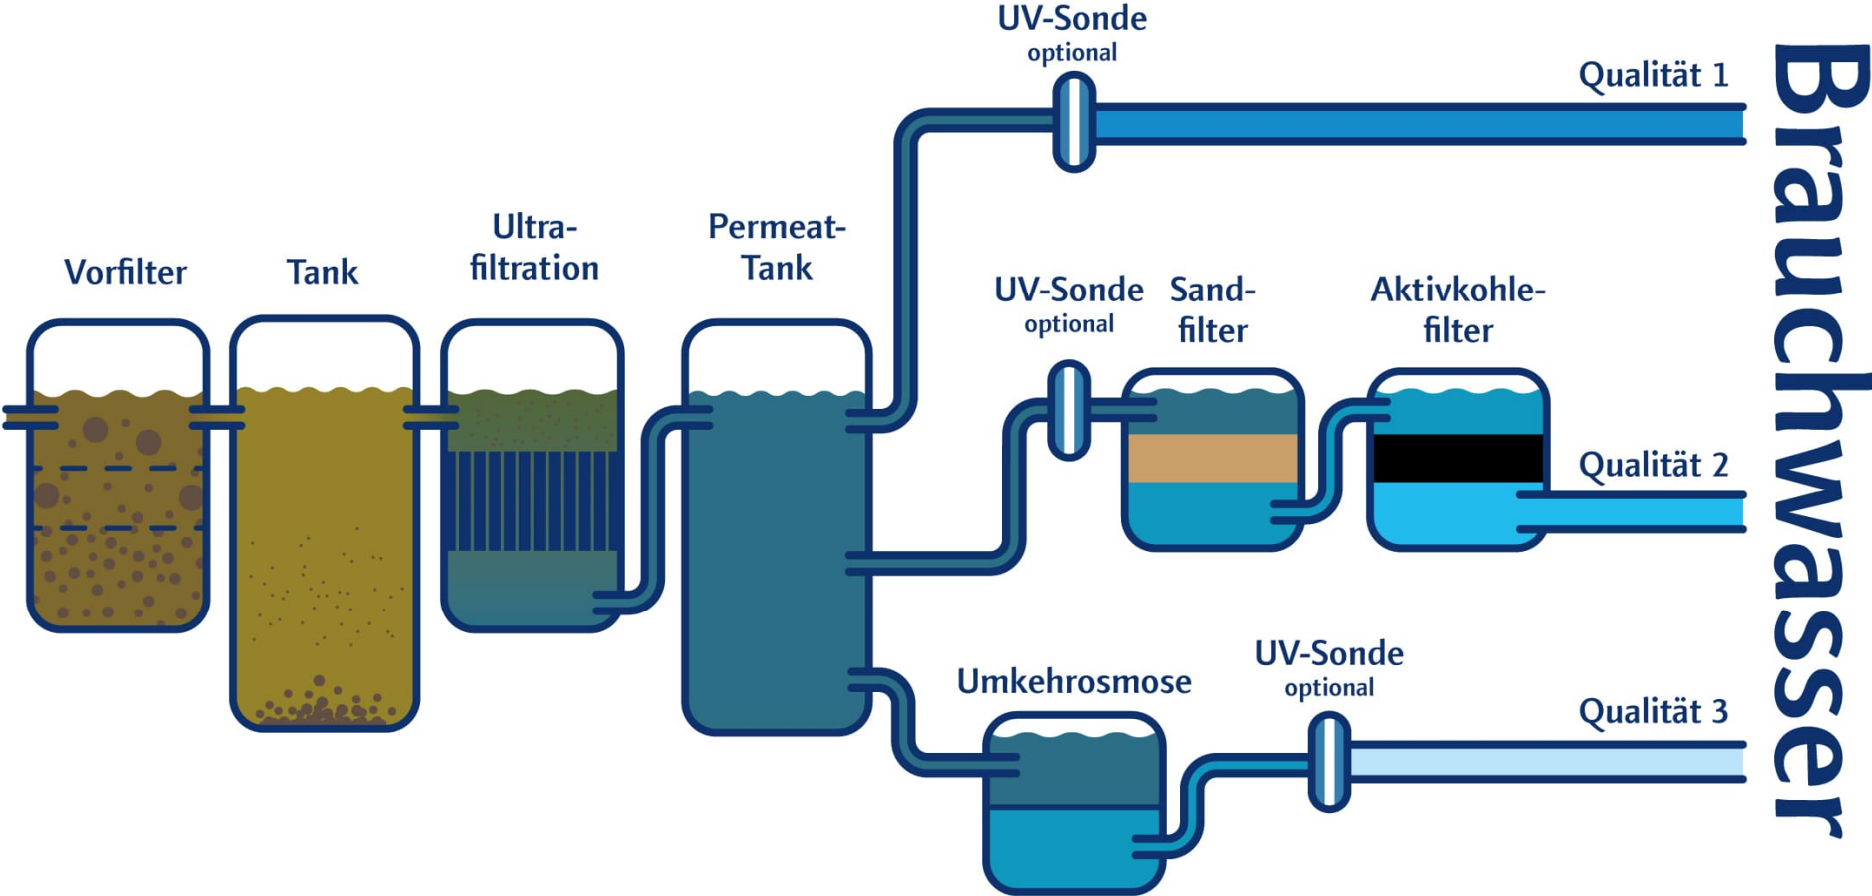 UV-Sonde
optional
Qualität 1
Vorfilter
Tank
Ultra-
filtration
Permeat-
Tank
UV-Sonde
optional
Sand-
filter
Aktivkohle-
filter
Qualität 2
Umkehrosmose
UV-Sonde
optional
Qualität 3
Brauchwasser